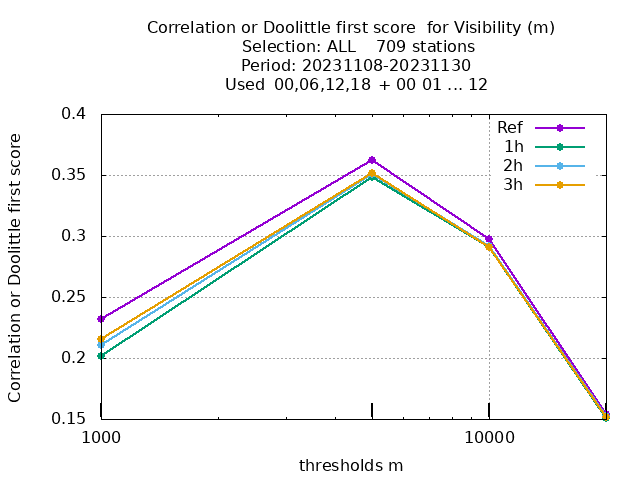 Correlation or Doolittle first score  for Visibility (m)
Selection: ALL    709 stations
Period: 20231108-20231130
Used  00,06,12,18  + 00 01 ... 12
Correlation or Doolittle first score
0.4
0.35
0.3
0.25
0.2
0.15
Ref
1h
2h
3h
1000
10000
thresholds m